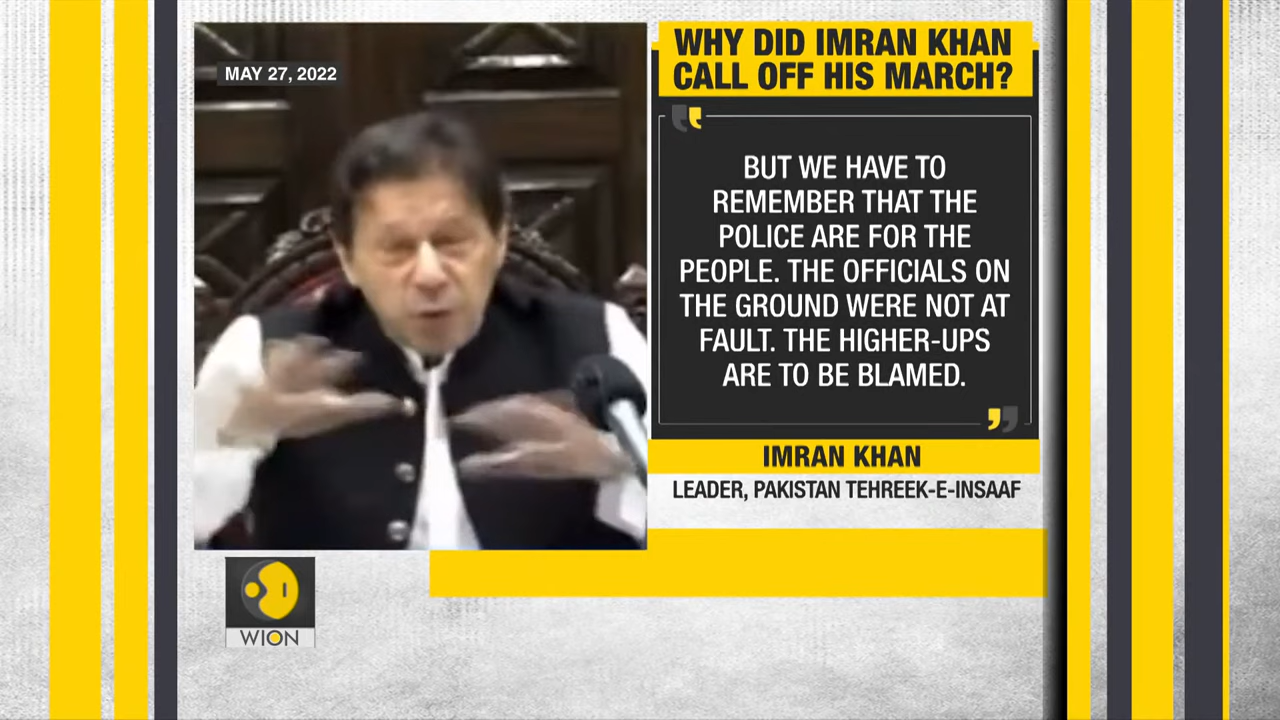 MAY 27, 2022
WHY DID IMRAN KHAN
CALL OFF HIS MARCH?
BUT WE HAVE TO
REMEMBER THAT THE
POLICE ARE FOR THE
PEOPLE. THE OFFICIALS ON
THE GROUND WERE NOT AT
FAULT. THE HIGHER-UPS
ARE TO BE BLAMED.
IMRAN KHAN
LEADER, PAKISTAN TEHREEK-E-INSAAF
WION